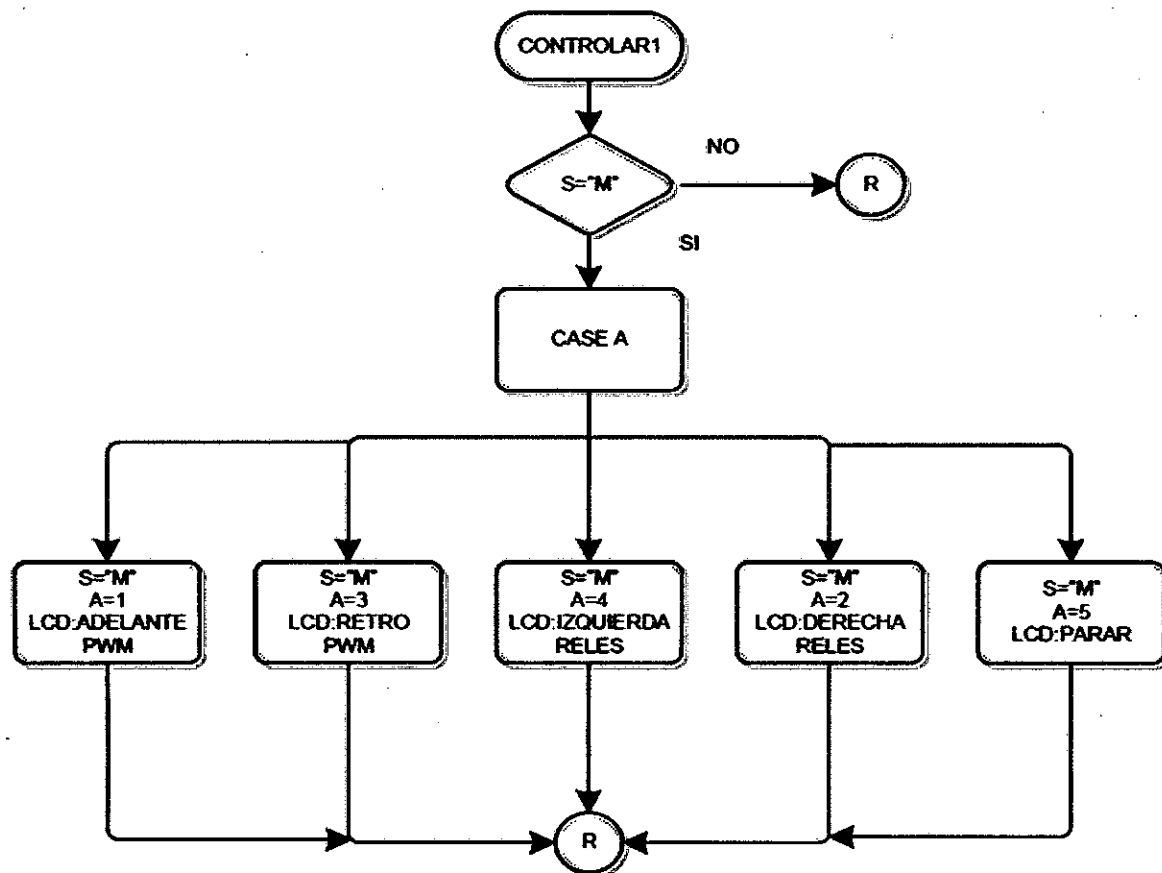 CONTROLAR1
NO
S="M"
R
SI
CASE A
S="M"
A=1
LCD:ADELANTE
PWM
S="M"
A=3
LCD:RETRO
PWM
S="M"
A=4
LCD:IZQUIERDA
RELES
S="M"
A=2
LCD:DERECHA
RELES
S="M"
A=5
LCD:PARAR
R